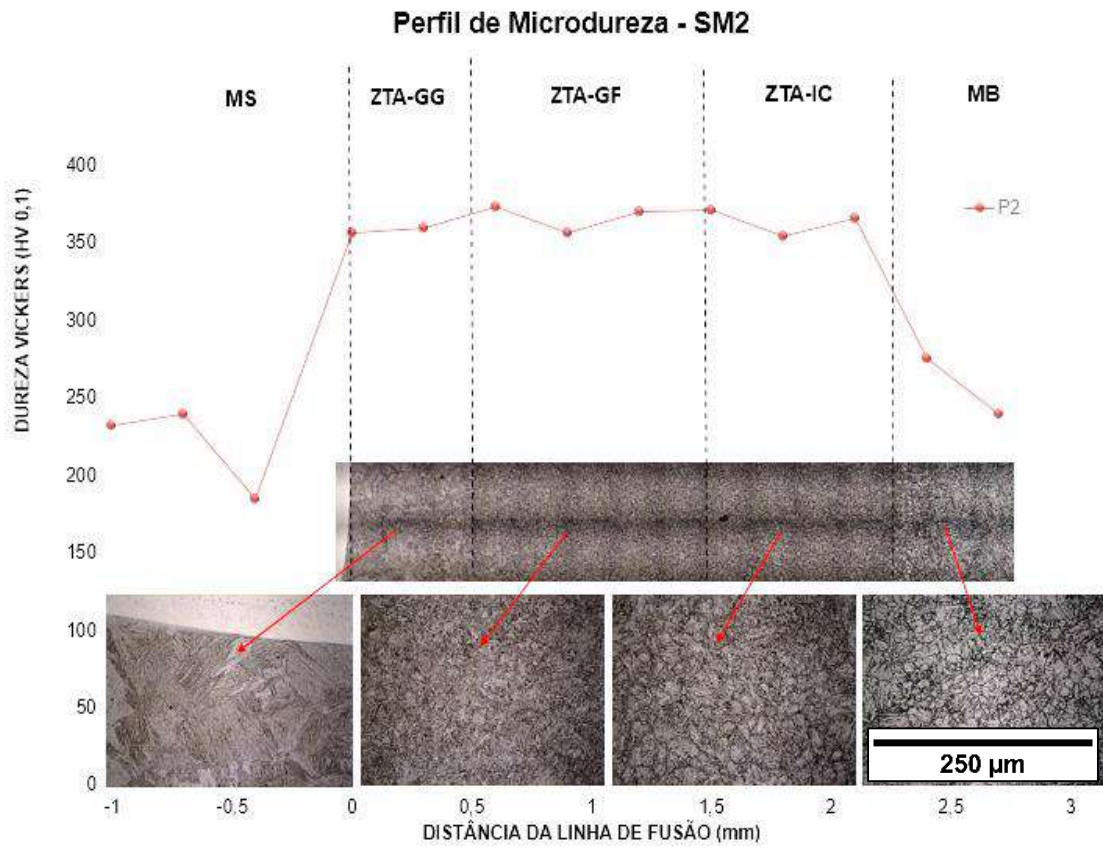 Perfil de Microdureza - SM2
MS
ZTA-GG
ZTA-GF
ZTA-IC
MB
DUREZA VICKERS (HV 0,1)
400
350
300
250
200
150
100
50
0
P2
250 µm
-1
-0,5
0
0,5
1
1,5
2
2,5
3
DISTÂNCIA DA LINHA DE FUSÃO (mm)